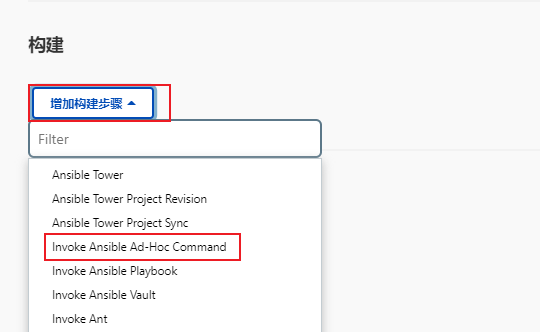 构建
增加构建步骤
Filter
Ansible Tower
Ansible Tower Project Revision
Ansible Tower Project Sync
Invoke Ansible Ad-Hoc Command
Invoke Ansible Playbook
Invoke Ansible Vault
Invoke Ant